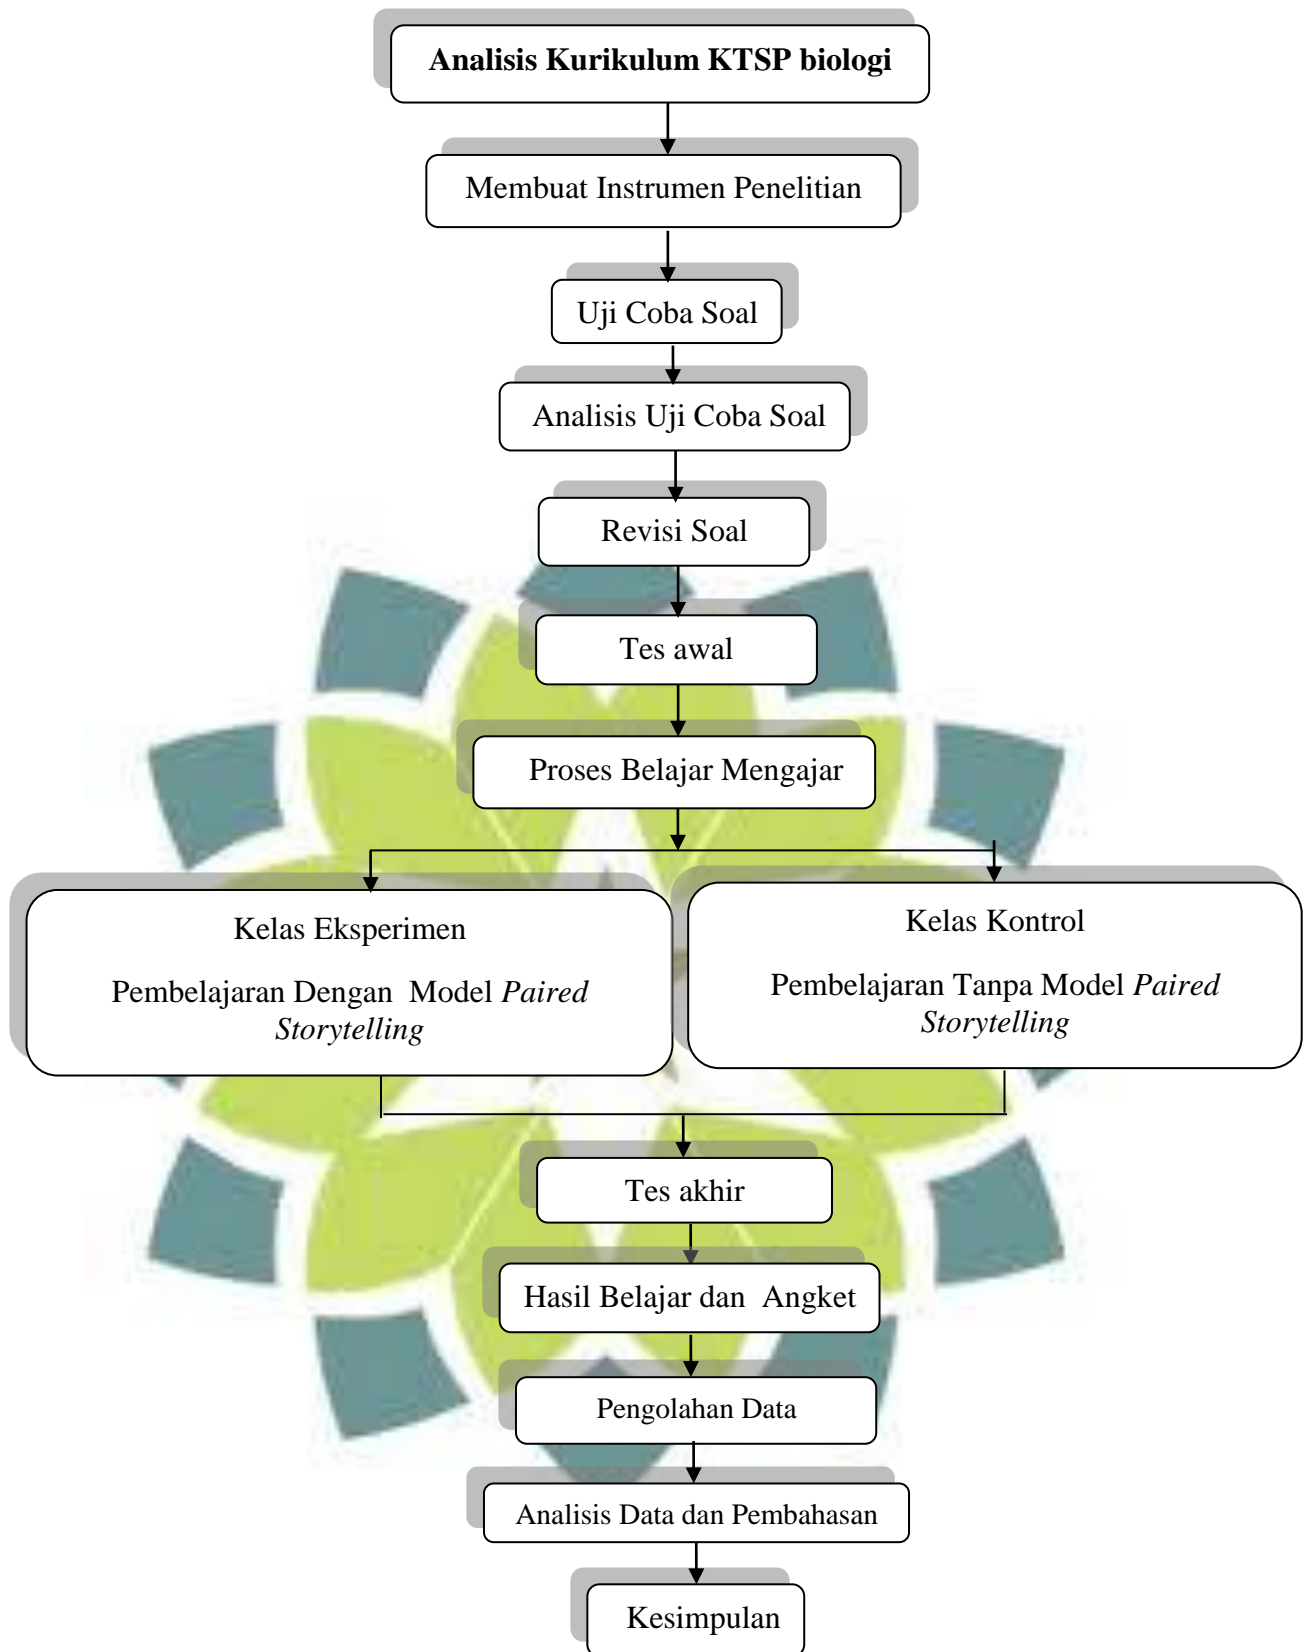 Analisis Kurikulum KTSP biologi
Membuat Instrumen Penelitian
Uji Coba Soal
Analisis Uji Coba Soal
Revisi Soal
Tes awal
Proses Belajar Mengajar
Kelas Eksperimen
Pembelajaran Dengan Model Paired
Storytelling
Kelas Kontrol
Pembelajaran Tanpa Model Paired
Storytelling
Tes akhir
Hasil Belajar dan Angket
Pengolahan Data
Analisis Data dan Pembahasan
Kesimpulan